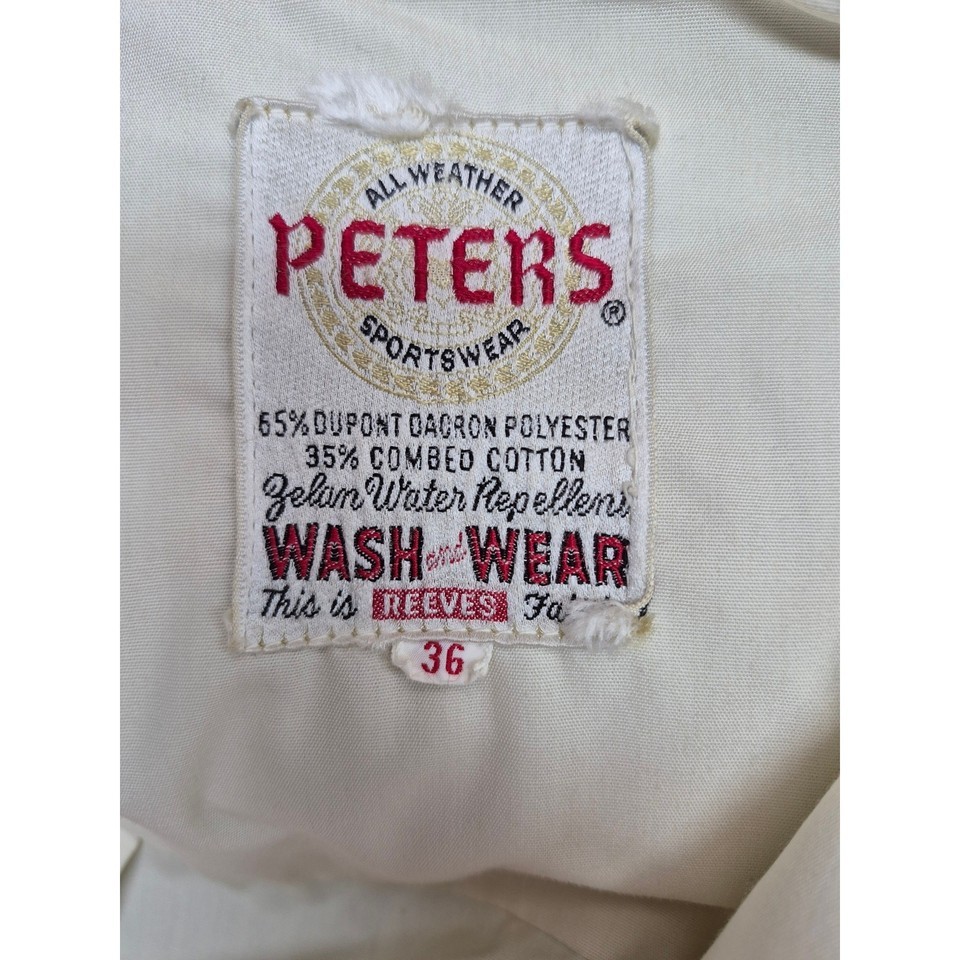 ALL WEATHER
PETERS
®
SPORTSWEAR
65% DUPONT DACRON POLYESTER
35% COMBED COTTON
Zelan Water Repellent
WASH and WEAR
This is REEVES
36